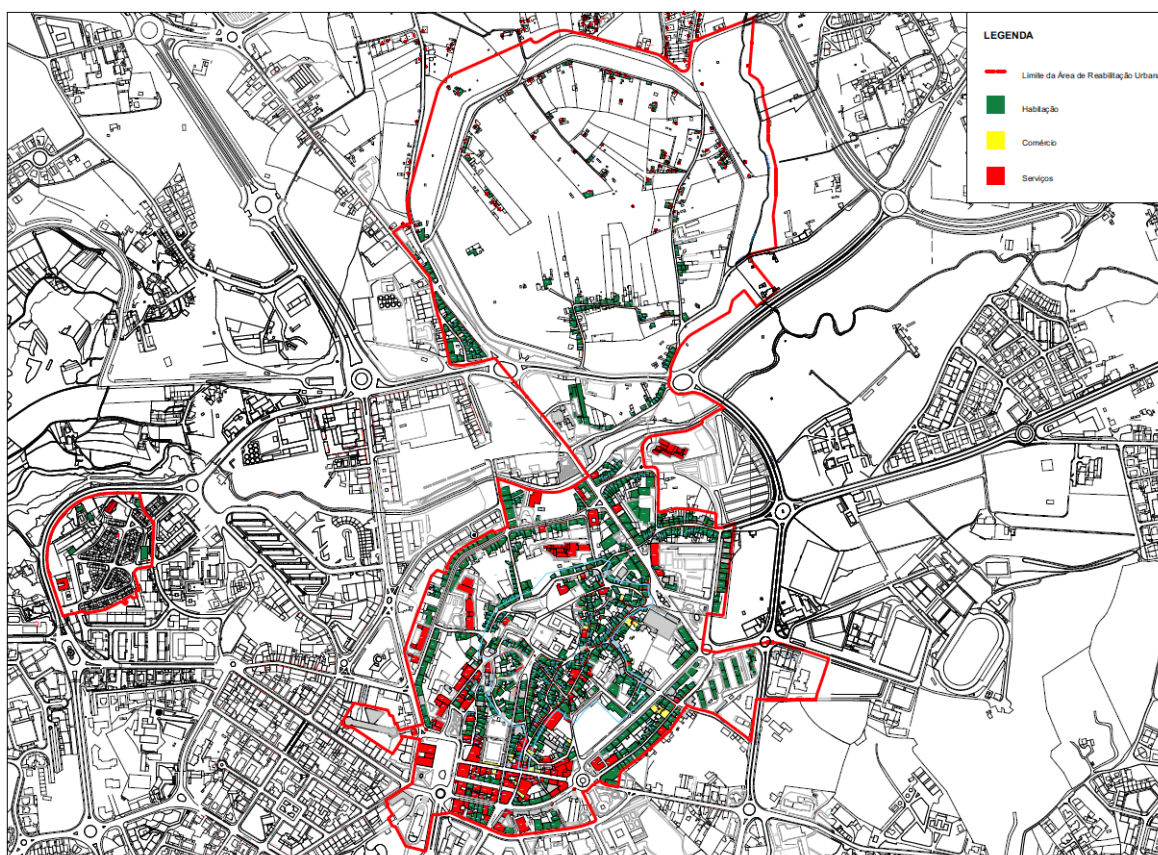 LEGENDA
Limite da Área de Reabilitação Urbana
Habitação
Comércio
Serviços